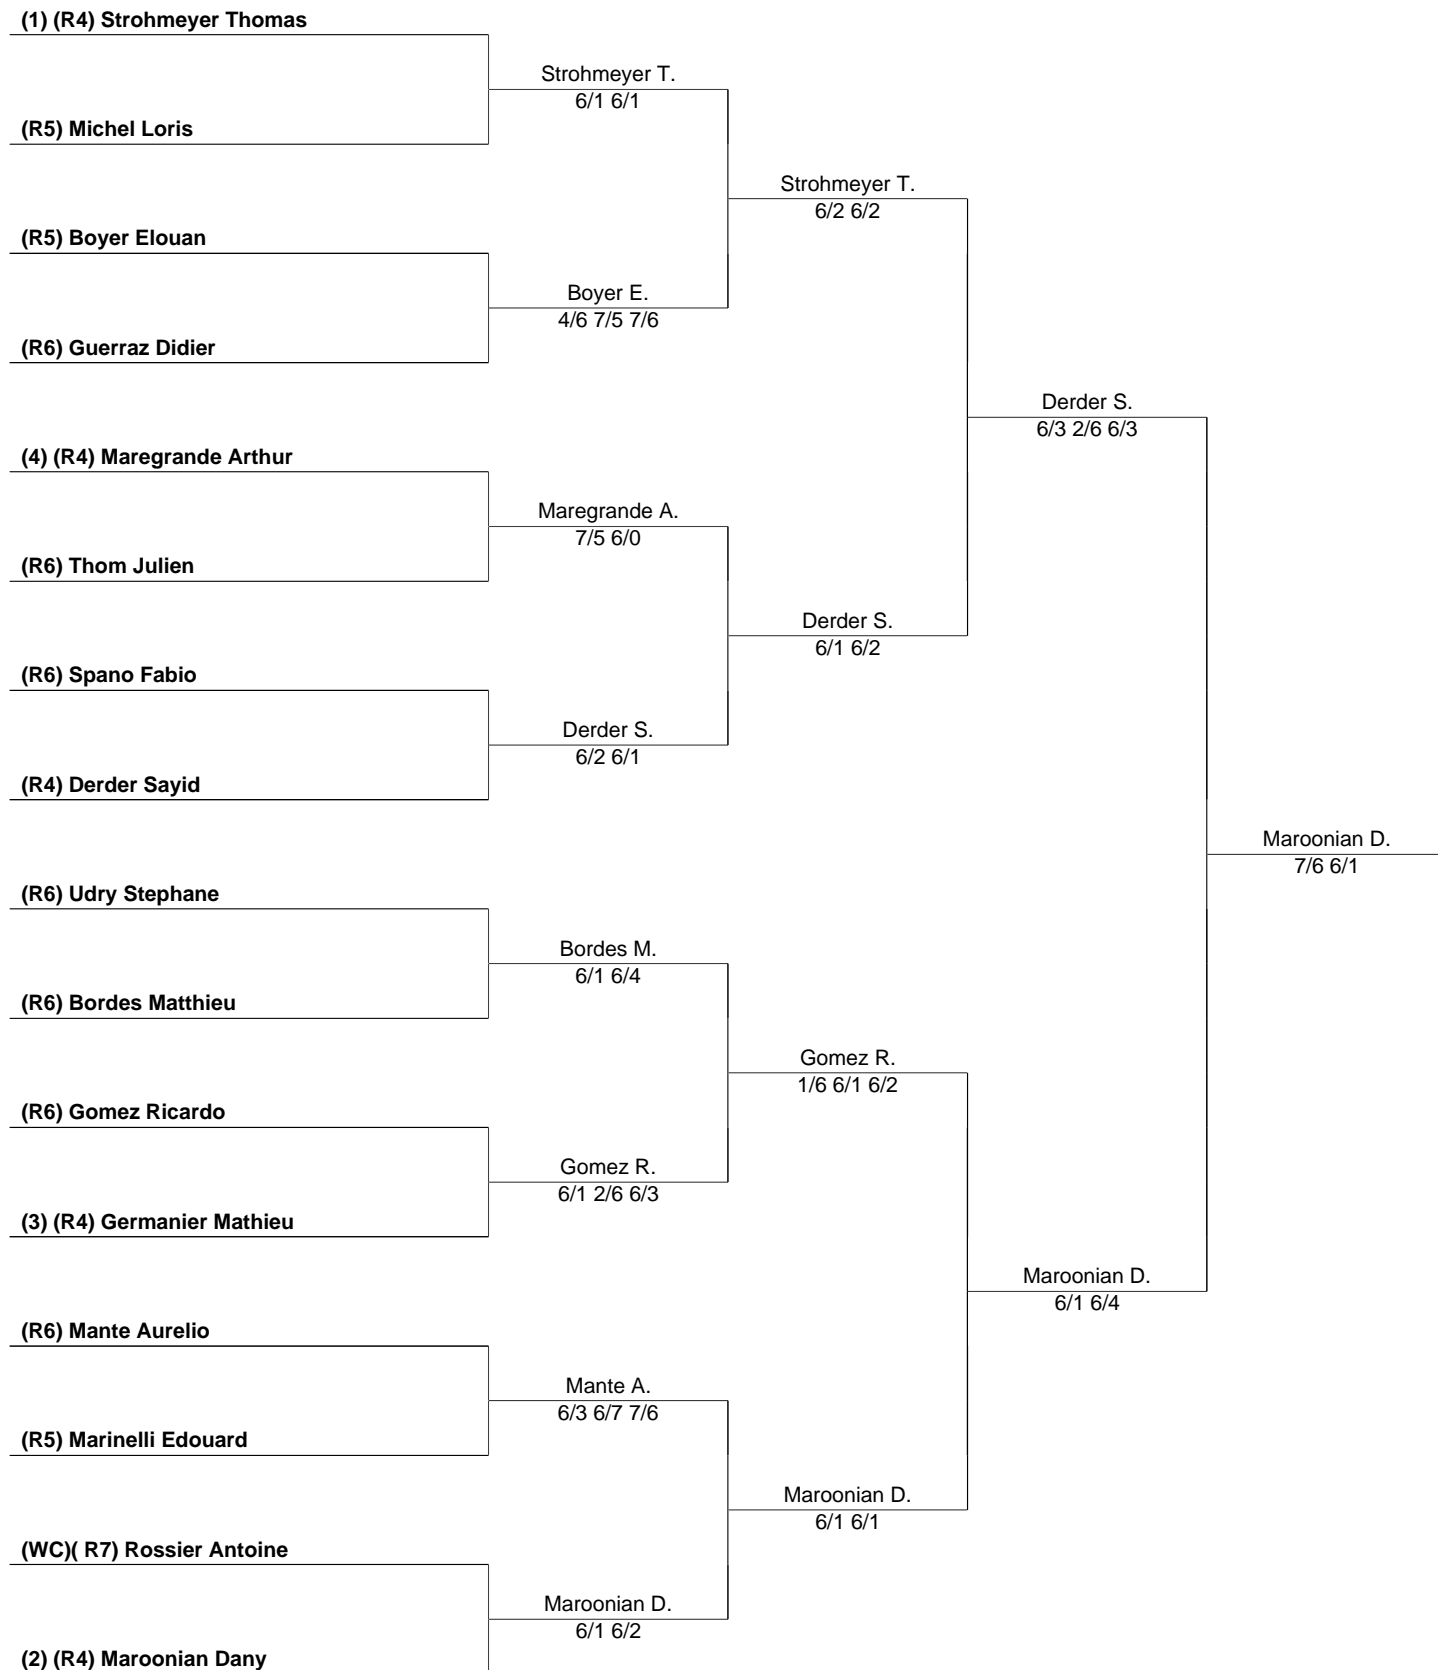 (1) (R4) Strohmeyer Thomas
Strohmeyer T.
6/1 6/1
(R5) Michel Loris
Strohmeyer T.
6/2 6/2
(R5) Boyer Elouan
Boyer E.
4/6 7/5 7/6
(R6) Guerraz Didier
Derder S.
6/3 2/6 6/3
(4) (R4) Maregrande Arthur
Maregrande A.
7/5 6/0
(R6) Thom Julien
Derder S.
6/1 6/2
(R6) Spano Fabio
Derder S.
6/2 6/1
(R4) Derder Sayid
Maroonian D.
7/6 6/1
(R6) Udry Stephane
Bordes M.
6/1 6/4
(R6) Bordes Matthieu
Gomez R.
1/6 6/1 6/2
(R6) Gomez Ricardo
Gomez R.
6/1 2/6 6/3
(3) (R4) Germanier Mathieu
Maroonian D.
6/1 6/4
(R6) Mante Aurelio
Mante A.
6/3 6/7 7/6
(R5) Marinelli Edouard
Maroonian D.
6/1 6/1
(WC)( R7) Rossier Antoine
Maroonian D.
6/1 6/2
(2) (R4) Maroonian Dany